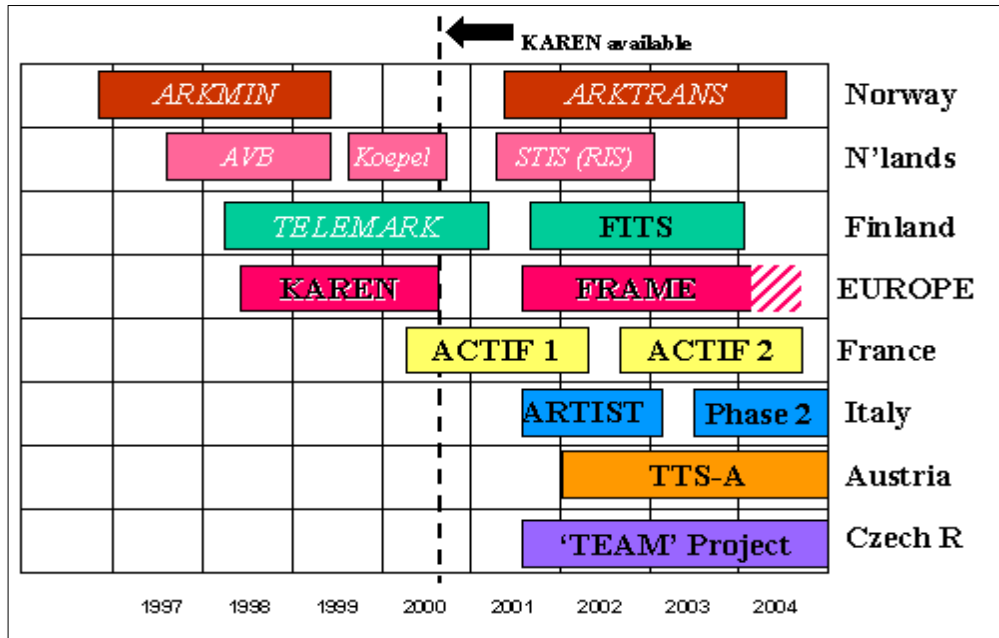 KAREN available
ARKMIN ARKTRANS Norway
AVB Koepel STIS (RIS) N'lands
TELEMARK FITS Finland
KAREN FRAME EUROPE
ACTIF 1 ACTIF 2 France
ARTIST Phase 2 Italy
TTS-A Austria
‘TEAM’ Project Czech R
1997 1998 1999 2000 2001 2002 2003 2004